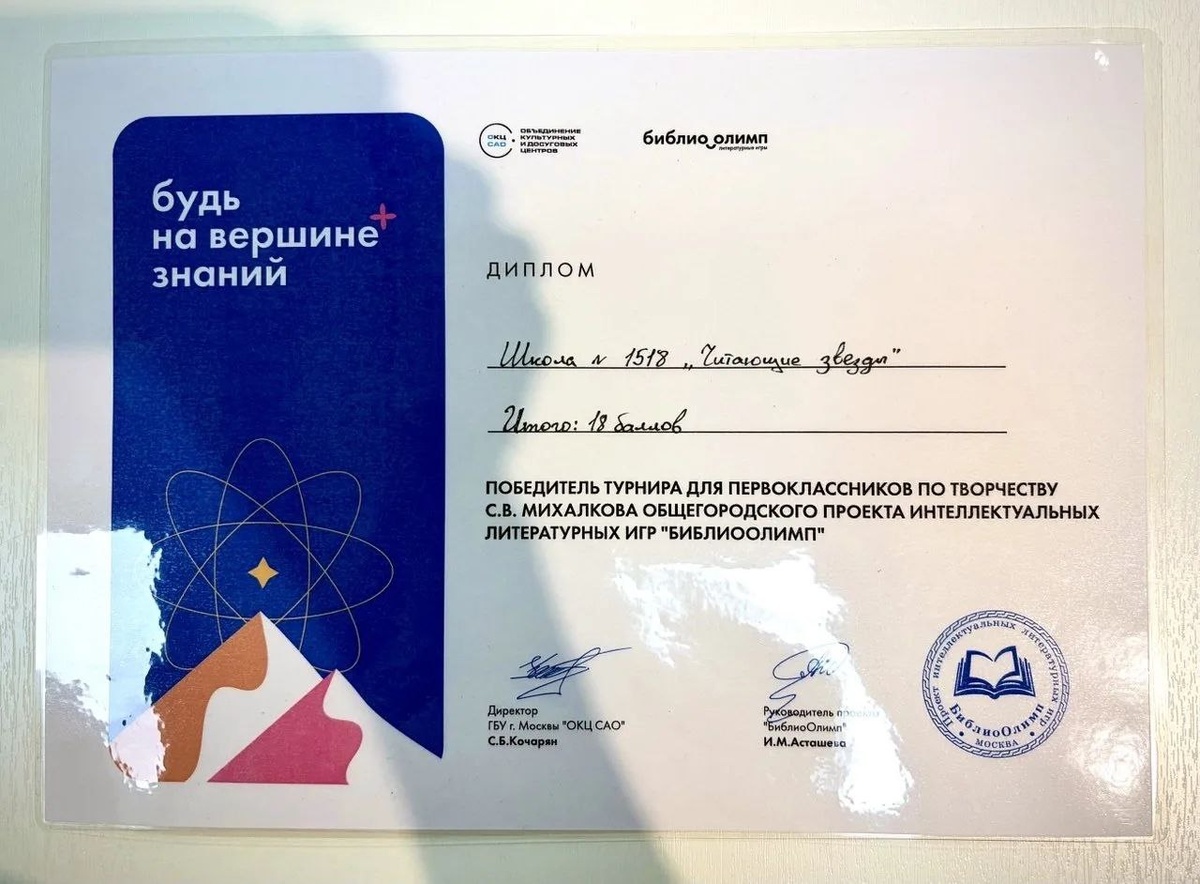 будь
на вершине
знаний
ОКЦ
САО
ОБЪЕДИНЕНИЕ
КУЛЬТУРНЫХ
И ДОСУГОВЫХ
ЦЕНТРОВ
библиоолимп
литературные игры
ДИПЛОМ
Школа № 1518 „Читающие звезды"
Итого: 18 баллов
ПОБЕДИТЕЛЬ ТУРНИРА ДЛЯ ПЕРВОКЛАССНИКОВ ПО ТВОРЧЕСТВУ
С.В. МИХАЛКОВА ОБЩЕГОРОДСКОГО ПРОЕКТА ИНТЕЛЛЕКТУАЛЬНЫХ
ЛИТЕРАТУРНЫХ ИГР "БИБЛИООЛИМП"
Директор
ГБУ г. Москвы "ОКЦ САО"
С.Б.Кочарян
Руководитель проекта
"БиблиоОлимп"
И.М.Асташева
Проект интеллектуальных литературных игр
БиблиоОлимп
МОСКВА